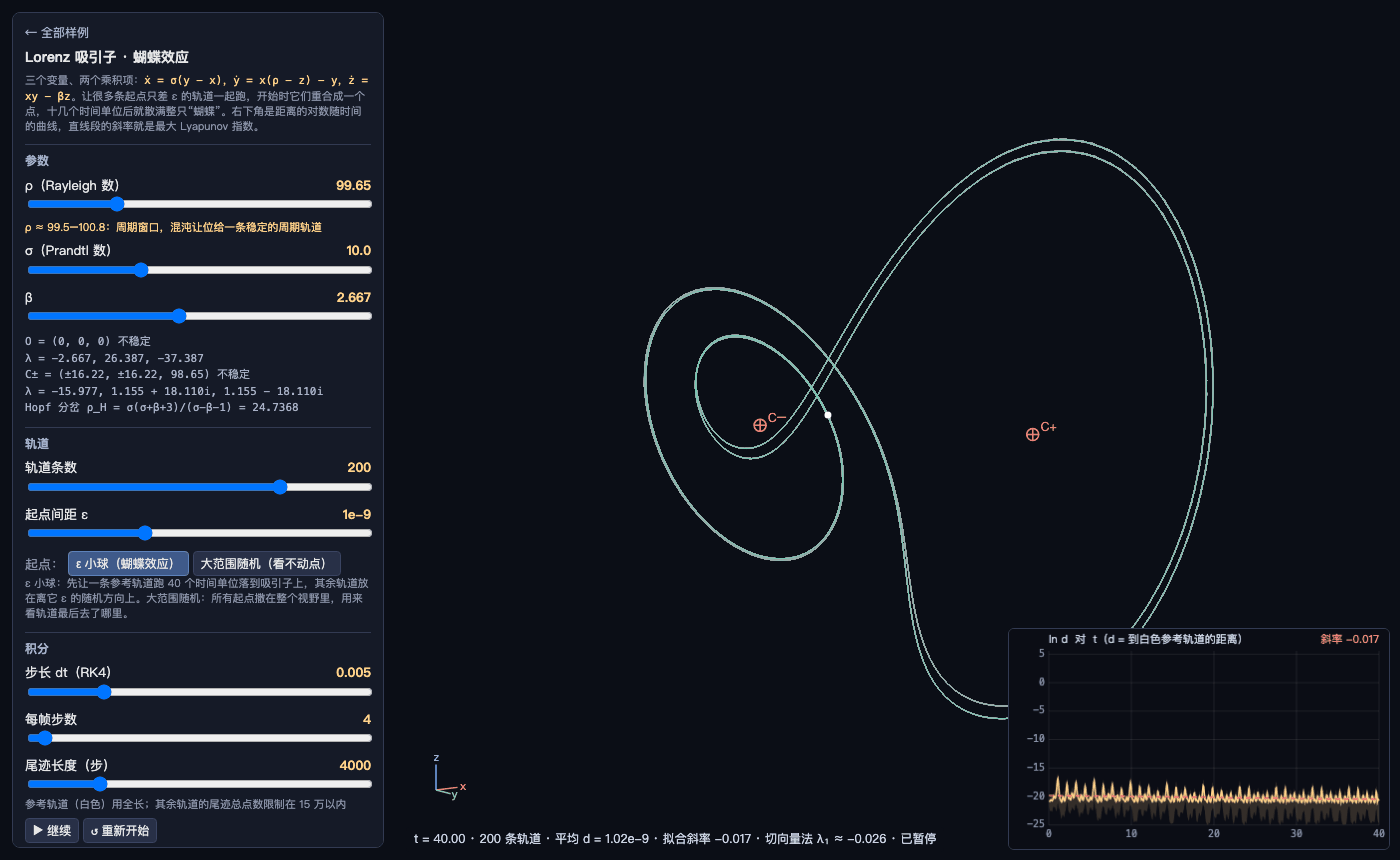 ← 全部样例
Lorenz 吸引子 · 蝴蝶效应
三个变量、两个乘积项：ẋ = σ(y − x), ẏ = x(ρ − z) − y, ż =
xy − βz。让很多条起点只差 ε 的轨道一起跑，开始时它们重合成一个
点，十几个时间单位后就散满整只“蝴蝶”。右下角是距离的对数随时间
的曲线，直线段的斜率就是最大 Lyapunov 指数。
参数
ρ（Rayleigh 数） 99.65
ρ ≈ 99.5–100.8：周期窗口，混沌让位给一条稳定的周期轨道
σ（Prandtl 数） 10.0
β 2.667
O = (0, 0, 0) 不稳定
λ = −2.667, 26.387, −37.387
C± = (±16.22, ±16.22, 98.65) 不稳定
λ = −15.977, 1.155 + 18.110i, 1.155 − 18.110i
Hopf 分岔 ρ_H = σ(σ+β+3)/(σ−β−1) = 24.7368
轨道
轨道条数 200
起点间距 ε 1e−9
起点： ε 小球（蝴蝶效应） 大范围随机（看不动点）
ε 小球：先让一条参考轨道跑 40 个时间单位落到吸引子上，其余轨道放
在离它 ε 的随机方向上。大范围随机：所有起点撒在整个视野里，用来
看轨道最后去了哪里。
积分
步长 dt（RK4） 0.005
每帧步数 4
尾迹长度（步） 4000
参考轨道（白色）用全长；其余轨道的尾迹总点数限制在 15 万以内
▶ 继续 ↺ 重新开始
C−
C+
z
x
y
t = 40.00 · 200 条轨道 · 平均 d = 1.02e−9 · 拟合斜率 −0.017 · 切向量法 λ₁ ≈ −0.026 · 已暂停
ln d 对 t（d = 到白色参考轨道的距离） 斜率 −0.017
5
0
−5
−10
−15
−20
−25
0 10 20 30 40